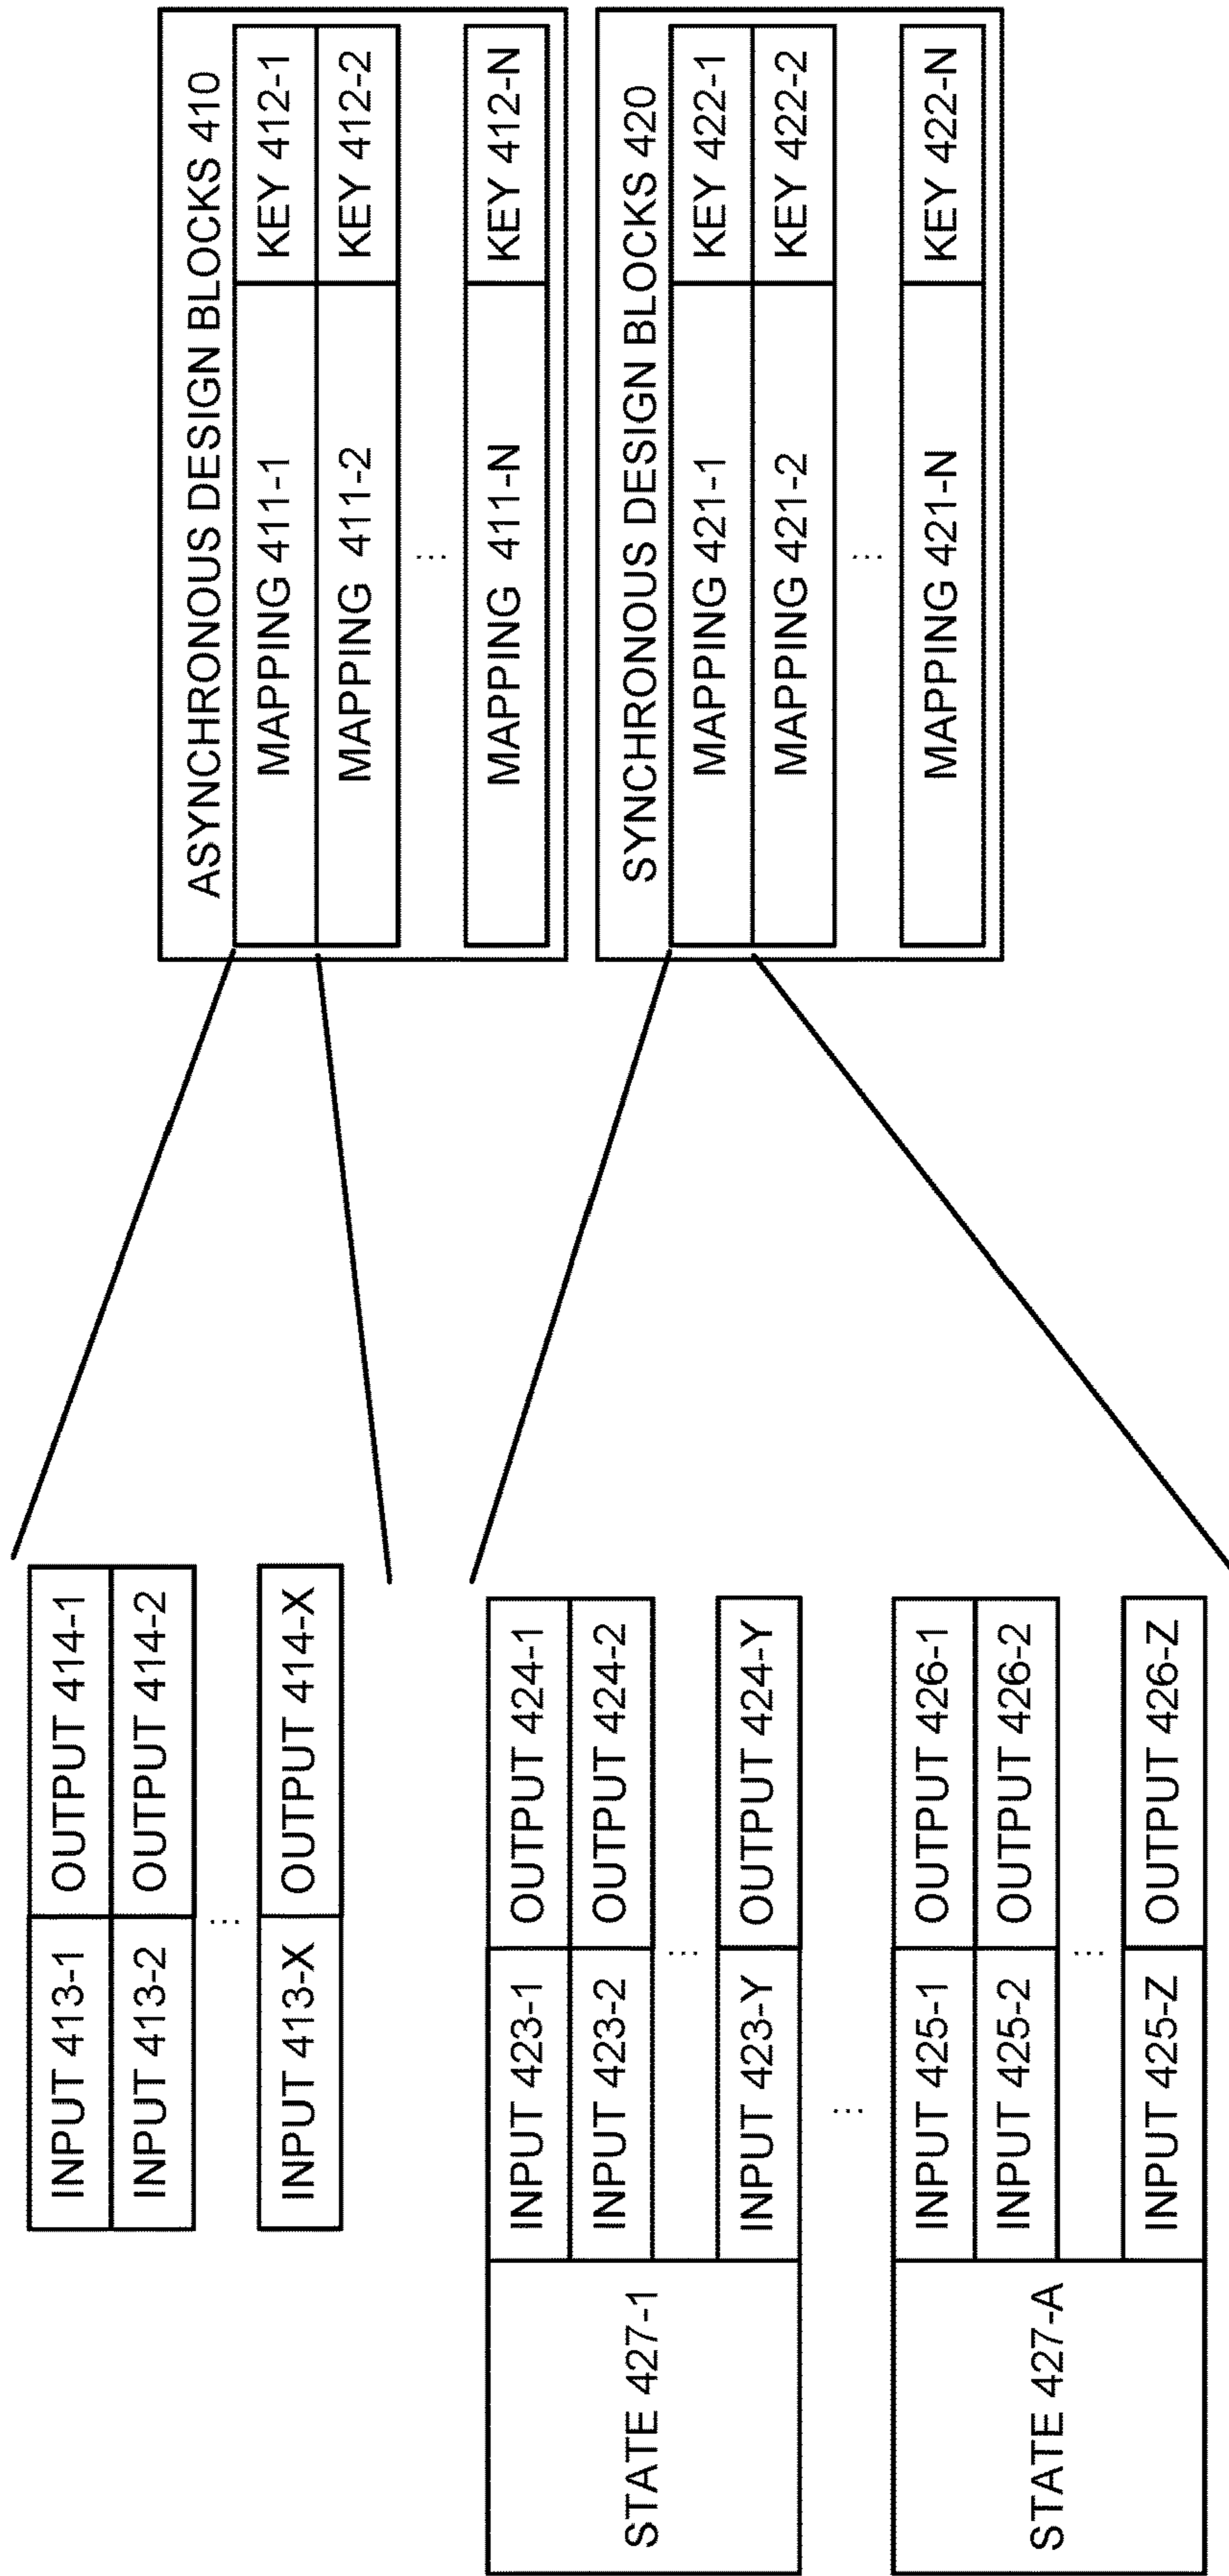 INPUT 413-1 OUTPUT 414-1
INPUT 413-2 OUTPUT 414-2
...
INPUT 413-X OUTPUT 414-X
ASYNCHRONOUS DESIGN BLOCKS 410
MAPPING 411-1 KEY 412-1
MAPPING 411-2 KEY 412-2
...
MAPPING 411-N KEY 412-N
STATE 427-1
INPUT 423-1 OUTPUT 424-1
INPUT 423-2 OUTPUT 424-2
...
INPUT 423-Y OUTPUT 424-Y
...
STATE 427-A
INPUT 425-1 OUTPUT 426-1
INPUT 425-2 OUTPUT 426-2
...
INPUT 425-Z OUTPUT 426-Z
SYNCHRONOUS DESIGN BLOCKS 420
MAPPING 421-1 KEY 422-1
MAPPING 421-2 KEY 422-2
...
MAPPING 421-N KEY 422-N